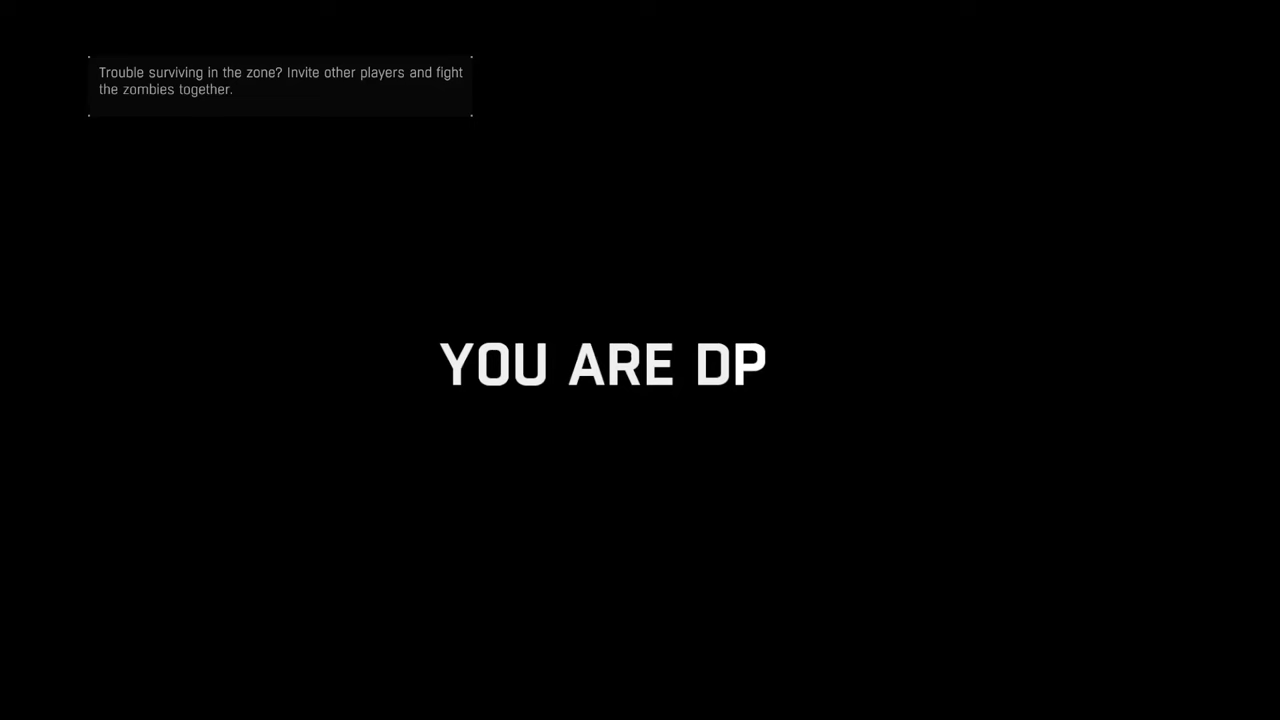 Trouble surviving in the zone? Invite other players and fight
the zombies together.
YOU ARE DP